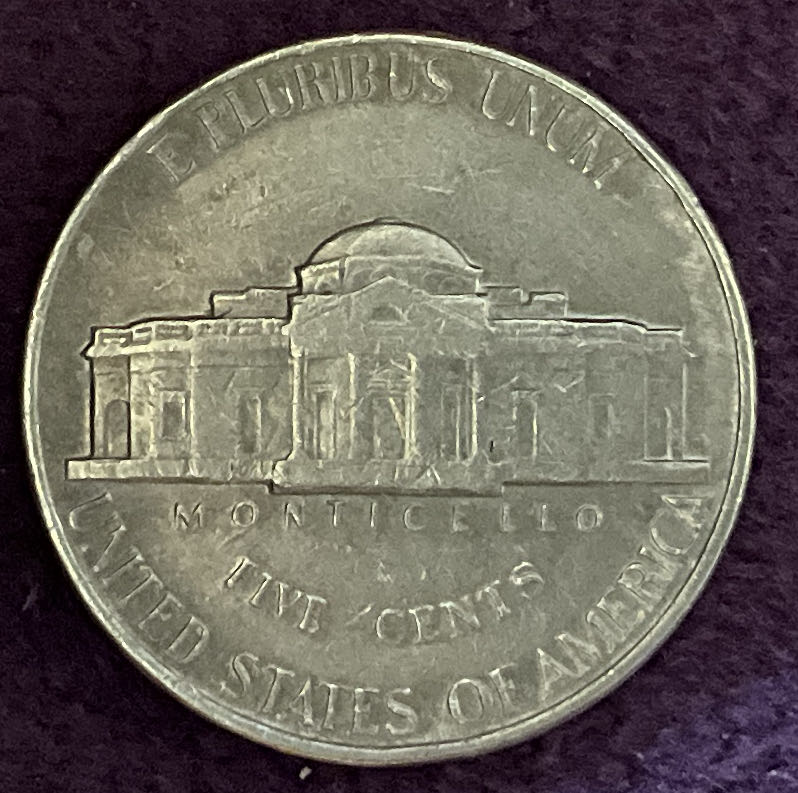 E PLURIBUS UNUM
MONTICELLO
FIVE CENTS
UNITED STATES OF AMERICA